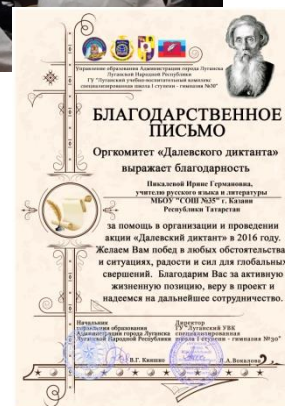 Управление образования Администрации города Луганска
Луганской Народной Республики
ГУ "Луганский учебно-воспитательный комплекс
специализированная школа I ступени - гимназия №30"
БЛАГОДАРСТВЕННОЕ
ПИСЬМО
Оргкомитет «Далевского диктанта»
выражает благодарность
Пикалевой Ирине Германовна,
учителю русского языка и литературы
МБОУ "СОШ №35" г. Казани
Республики Татарстан
за помощь в организации и проведении
акции «Далевский диктант» в 2016 году.
Желаем Вам побед в любых обстоятельствах
и ситуациях, радости и сил для глобальных
свершений. Благодарим Вас за активную
жизненную позицию, веру в проект и
надеемся на дальнейшее сотрудничество.
Начальник
управления образования
Администрации города Луганска
Луганской Народной Республики
В.Г. Кияшко
Директор
ГУ "Луганский УВК
специализированная
школа I ступени - гимназия №30"